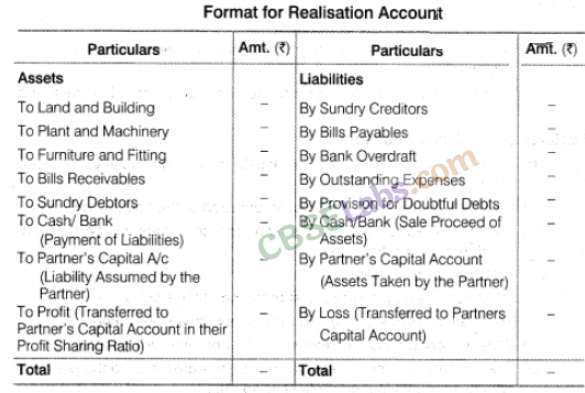 Format for Realisation Account
Particulars Amt. (₹) Particulars Amt. (₹)
Assets Liabilities
To Land and Building – By Sundry Creditors –
To Plant and Machinery – By Bills Payables –
To Furniture and Fitting – By Bank Overdraft –
To Bills Receivables – By Outstanding Expenses –
To Sundry Debtors – By Provision for Doubtful Debts –
To Cash/ Bank – By Cash/Bank (Sale Proceed of –
(Payment of Liabilities) Assets)
To Partner's Capital A/c – By Partner's Capital Account –
(Liability Assumed by the (Assets Taken by the Partner)
Partner)
To Profit (Transferred to – By Loss (Transferred to Partners –
Partner's Capital Account in their Capital Account)
Profit Sharing Ratio)
Total – Total –
CBSELabs.com